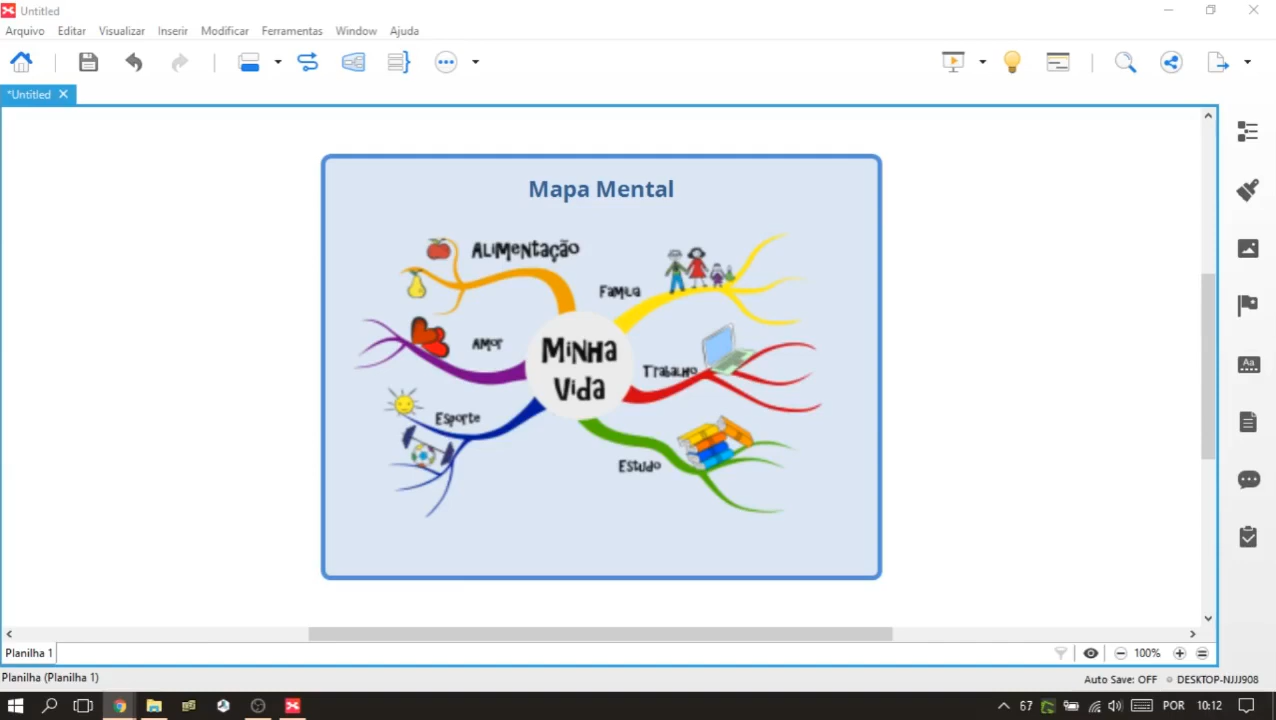 Untitled
Arquivo Editar Visualizar Inserir Modificar Ferramentas Window Ajuda
*Untitled
Mapa Mental
Alimentação
Família
Amor
Minha
Vida
Trabalho
Esporte
Estudo
Aa
Planilha 1
100%
Planilha (Planilha 1)
Auto Save: OFF
DESKTOP-NJJJ908
67
POR
10:12